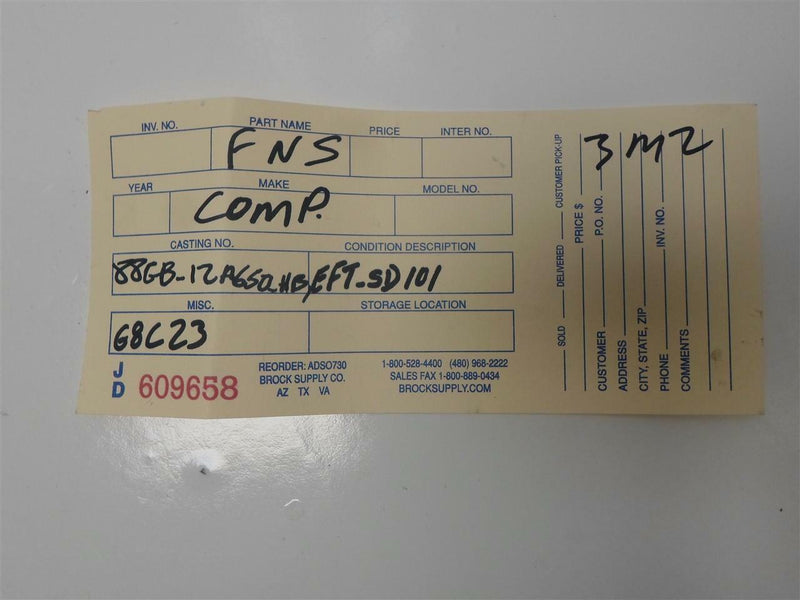 INV. NO. PART NAME PRICE INTER NO.
FNS
YEAR MAKE MODEL NO.
COMP.
CASTING NO. CONDITION DESCRIPTION
88GB-12A650AHB,EFT-SD101
MISC. STORAGE LOCATION
G8C23
JD 609658
REORDER: ADSO730 1-800-528-4400 (480) 968-2222
BROCK SUPPLY CO. SALES FAX 1-800-889-0434
AZ TX VA BROCKSUPPLY.COM
SOLD DELIVERED CUSTOMER PICK-UP
PRICE $
CUSTOMER P.O. NO.
ADDRESS
CITY, STATE, ZIP
PHONE INV. NO.
COMMENTS
3M2